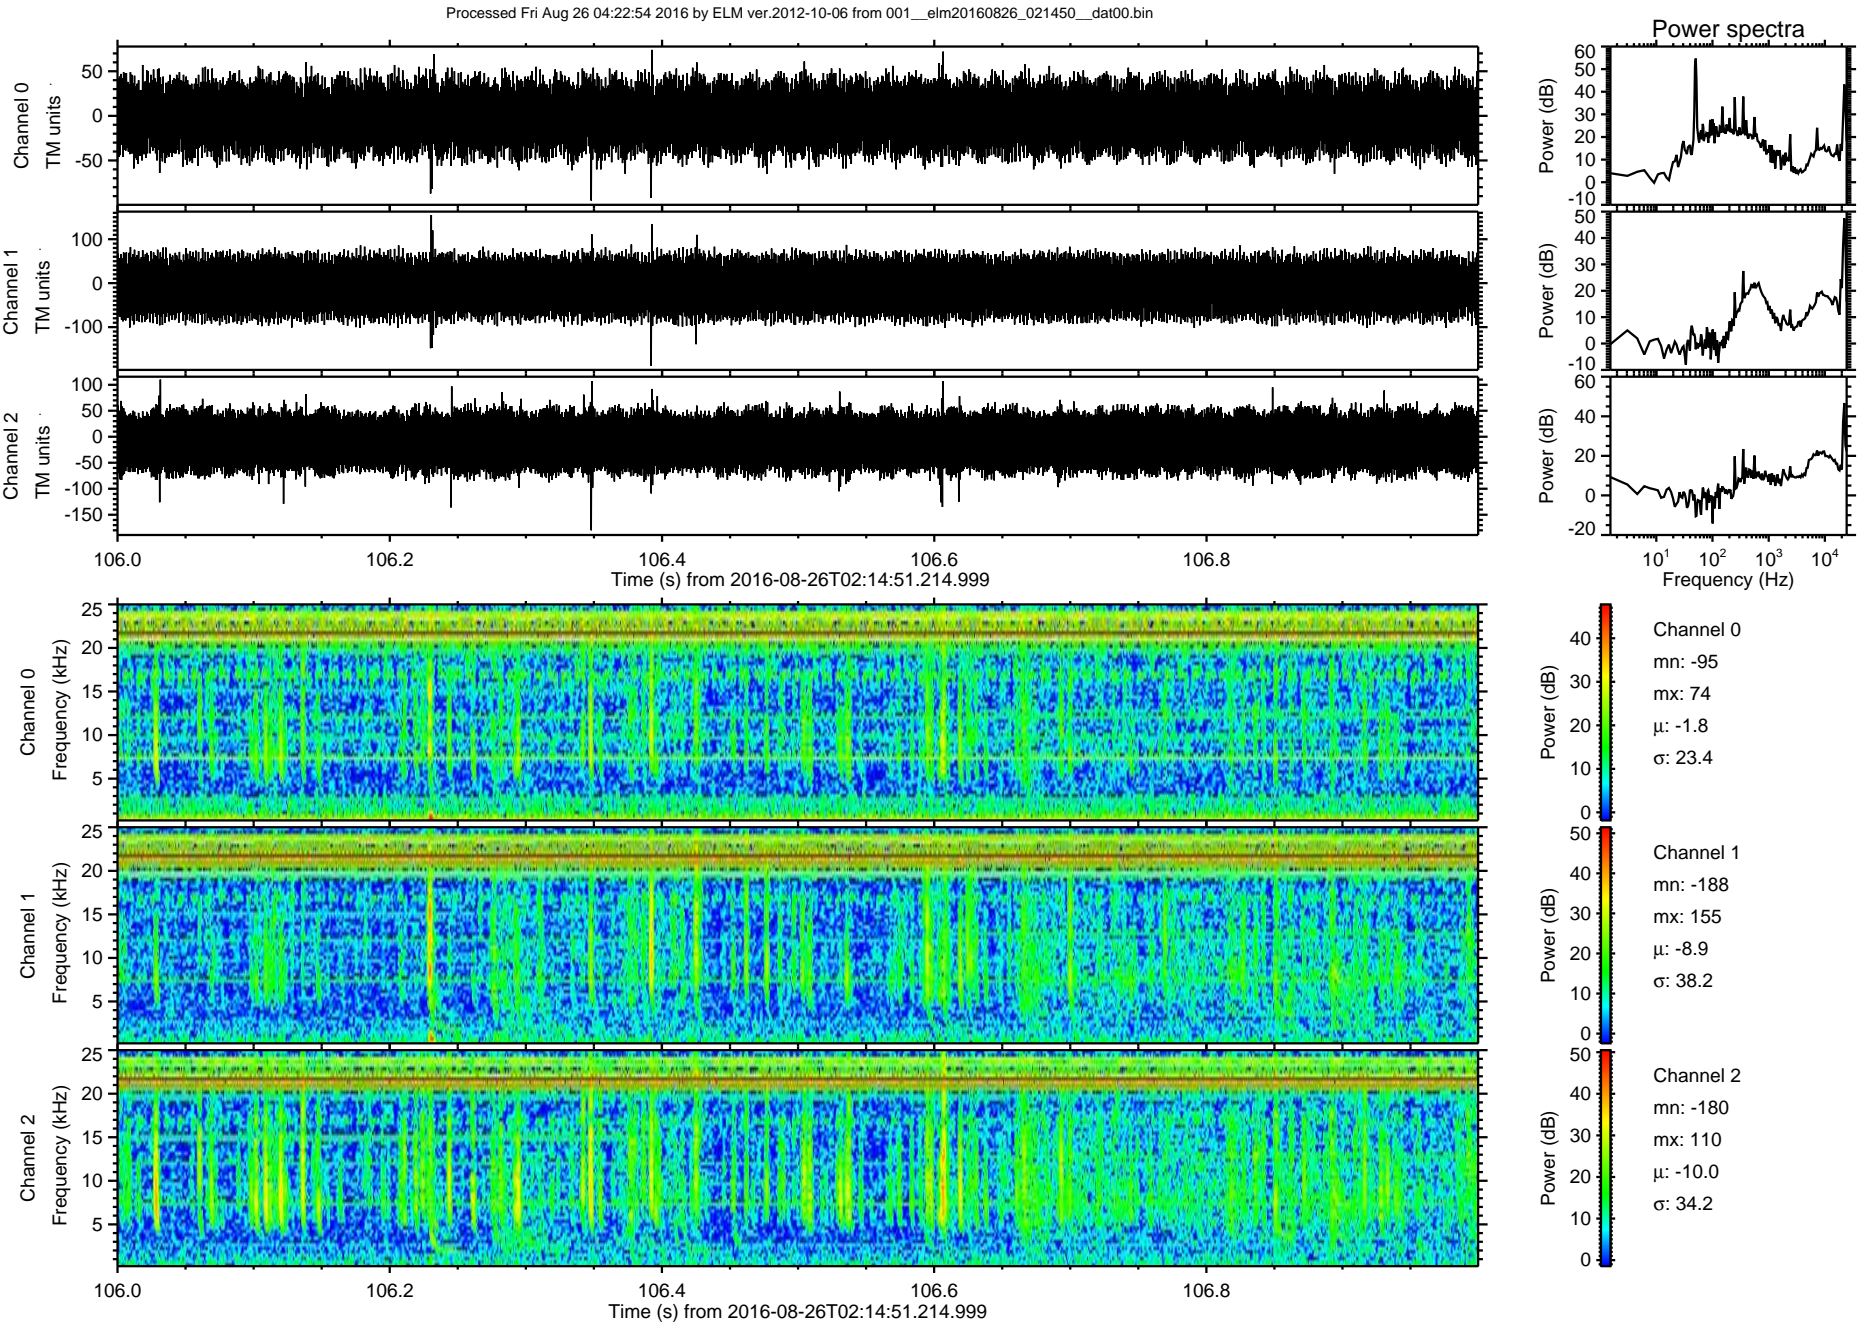 Processed Fri Aug 26 04:22:54 2016 by ELM ver.2012-10-06 from 001__elm20160826_021450__dat00.bin
Power spectra
Channel 0
TM units
50
0
-50
Power (dB)
60
50
40
30
20
10
0
-10
Channel 1
TM units
100
0
-100
Power (dB)
50
40
30
20
10
0
-10
Channel 2
TM units
100
50
0
-50
-100
-150
Power (dB)
60
40
20
0
-20
106.0 106.2 106.4 106.6 106.8
Time (s) from 2016-08-26T02:14:51.214.999
10¹ 10² 10³ 10⁴
Frequency (Hz)
Channel 0
Frequency (kHz)
25
20
15
10
5
Power (dB)
40
30
20
10
0
Channel 0
mn: -95
mx: 74
μ: -1.8
σ: 23.4
Channel 1
Frequency (kHz)
25
20
15
10
5
Power (dB)
50
40
30
20
10
0
Channel 1
mn: -188
mx: 155
μ: -8.9
σ: 38.2
Channel 2
Frequency (kHz)
25
20
15
10
5
Power (dB)
50
40
30
20
10
0
Channel 2
mn: -180
mx: 110
μ: -10.0
σ: 34.2
106.0 106.2 106.4 106.6 106.8
Time (s) from 2016-08-26T02:14:51.214.999